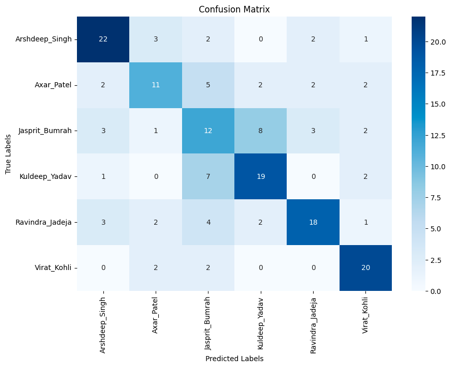 Confusion Matrix
Arshdeep_Singh 22 3 2 0 2 1
Axar_Patel 2 11 5 2 2 2
Jasprit_Bumrah 3 1 12 8 3 2
Kuldeep_Yadav 1 0 7 19 0 2
Ravindra_Jadeja 3 2 4 2 18 1
Virat_Kohli 0 2 2 0 0 20
True Labels
Arshdeep_Singh
Axar_Patel
Jasprit_Bumrah
Kuldeep_Yadav
Ravindra_Jadeja
Virat_Kohli
Predicted Labels
20.0
17.5
15.0
12.5
10.0
7.5
5.0
2.5
0.0